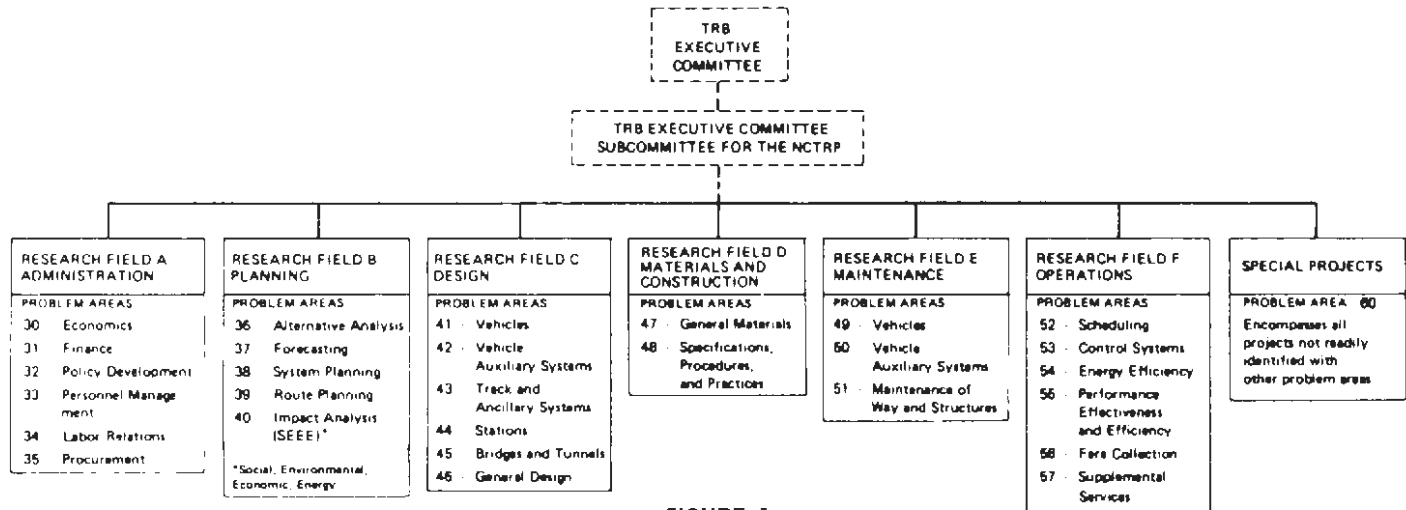 TRB
EXECUTIVE
COMMITTEE
TRB EXECUTIVE COMMITTEE
SUBCOMMITTEE FOR THE NCTRP
RESEARCH FIELD A
ADMINISTRATION
PROBLEM AREAS
30 Economics
31 Finance
32 Policy Development
33 Personnel Manage
ment
34 Labor Relations
35 Procurement
RESEARCH FIELD B
PLANNING
PROBLEM AREAS
36 Alternative Analysis
37 Forecasting
38 System Planning
39 Route Planning
40 Impact Analysis
(SEEE)*
*Social, Environmental,
Economic, Energy
RESEARCH FIELD C
DESIGN
PROBLEM AREAS
41 · Vehicles
42 · Vehicle
Auxiliary Systems
43 Track and
Ancillary Systems
44 Stations
45 Bridges and Tunnels
46 · General Design
RESEARCH FIELD D
MATERIALS AND
CONSTRUCTION
PROBLEM AREAS
47 · General Materials
48 · Specifications,
Procedures,
and Practices
RESEARCH FIELD E
MAINTENANCE
PROBLEM AREAS
49 · Vehicles
50 Vehicle
Auxiliary Systems
51 · Maintenance of
Way and Structures
RESEARCH FIELD F
OPERATIONS
PROBLEM AREAS
52 · Scheduling
53 · Control Systems
54 · Energy Efficiency
55 · Performance
Effectiveness
and Efficiency
56 · Fare Collection
57 · Supplemental
Services
SPECIAL PROJECTS
PROBLEM AREA 60
Encompasses all
projects not readily
identified with
other problem areas